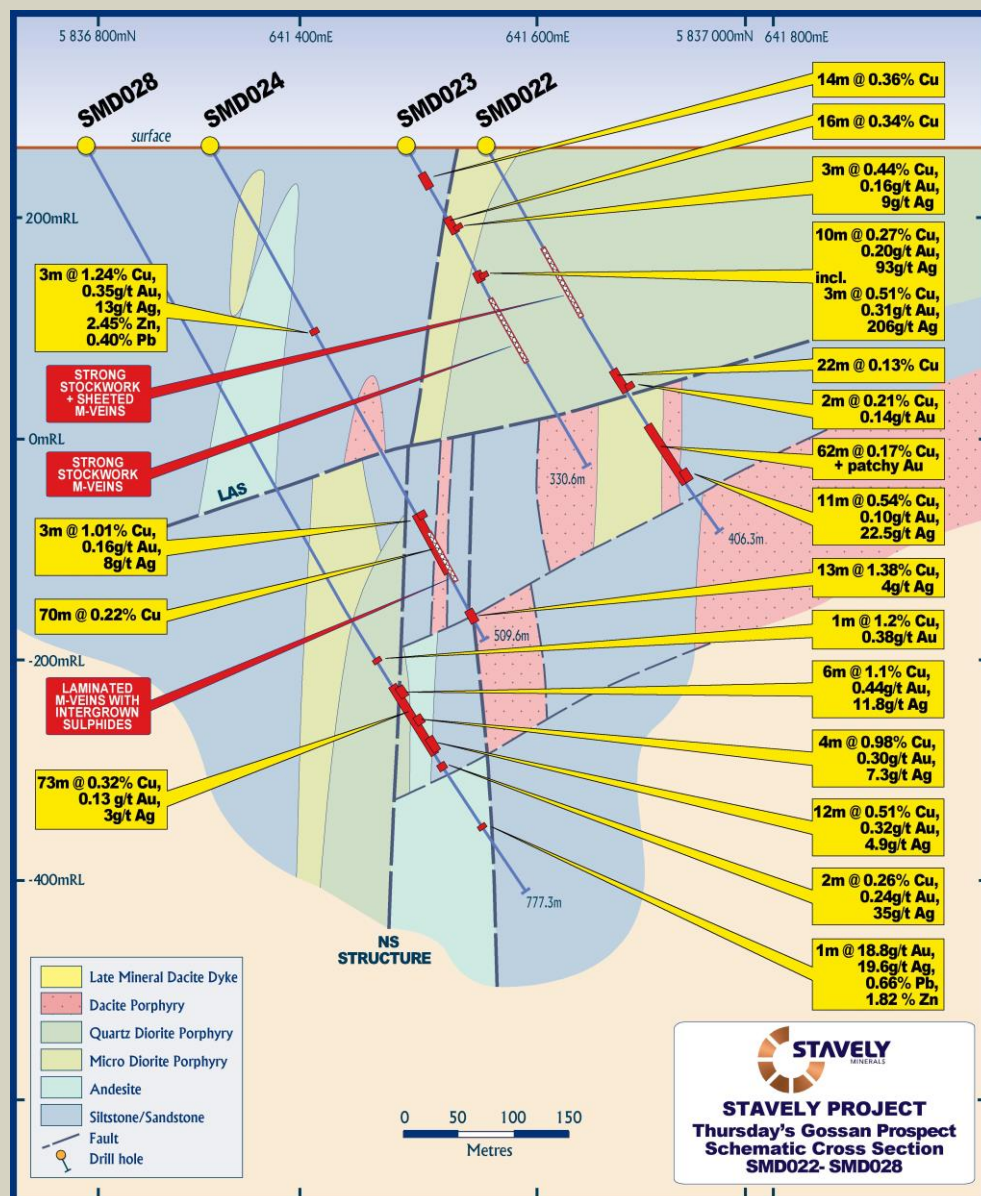 5 836 800mN
641 400mE
641 600mE
5 837 000mN
641 800mE
SMD028
SMD024
SMD023
SMD022
surface
14m @ 0.36% Cu
16m @ 0.34% Cu
3m @ 0.44% Cu,
0.16g/t Au,
9g/t Ag
10m @ 0.27% Cu,
0.20g/t Au,
93g/t Ag
incl.
3m @ 0.51% Cu,
0.31g/t Au,
206g/t Ag
22m @ 0.13% Cu
2m @ 0.21% Cu,
0.14g/t Au
62m @ 0.17% Cu,
+ patchy Au
11m @ 0.54% Cu,
0.10g/t Au,
22.5g/t Ag
13m @ 1.38% Cu,
4g/t Ag
1m @ 1.2% Cu,
0.38g/t Au
6m @ 1.1% Cu,
0.44g/t Au,
11.8g/t Ag
4m @ 0.98% Cu,
0.30g/t Au,
7.3g/t Ag
12m @ 0.51% Cu,
0.32g/t Au,
4.9g/t Ag
2m @ 0.26% Cu,
0.24g/t Au,
35g/t Ag
1m @ 18.8g/t Au,
19.6g/t Ag,
0.66% Pb,
1.82 % Zn
200mRL
3m @ 1.24% Cu,
0.35g/t Au,
13g/t Ag,
2.45% Zn,
0.40% Pb
STRONG
STOCKWORK
+ SHEETED
M-VEINS
0mRL
STRONG
STOCKWORK
M-VEINS
LAS
3m @ 1.01% Cu,
0.16g/t Au,
8g/t Ag
70m @ 0.22% Cu
-200mRL
LAMINATED
M-VEINS WITH
INTERGROWN
SULPHIDES
73m @ 0.32% Cu,
0.13 g/t Au,
3g/t Ag
-400mRL
330.6m
406.3m
509.6m
777.3m
NS
STRUCTURE
Late Mineral Dacite Dyke
Dacite Porphyry
Quartz Diorite Porphyry
Micro Diorite Porphyry
Andesite
Siltstone/Sandstone
Fault
Drill hole
0 50 100 150
Metres
STAVELY
MINERALS
STAVELY PROJECT
Thursday's Gossan Prospect
Schematic Cross Section
SMD022- SMD028